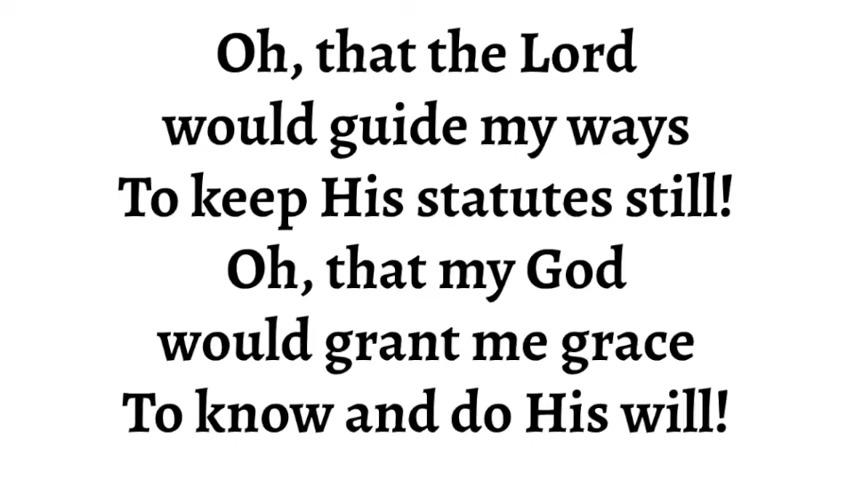 Oh, that the Lord
would guide my ways
To keep His statutes still!
Oh, that my God
would grant me grace
To know and do His will!